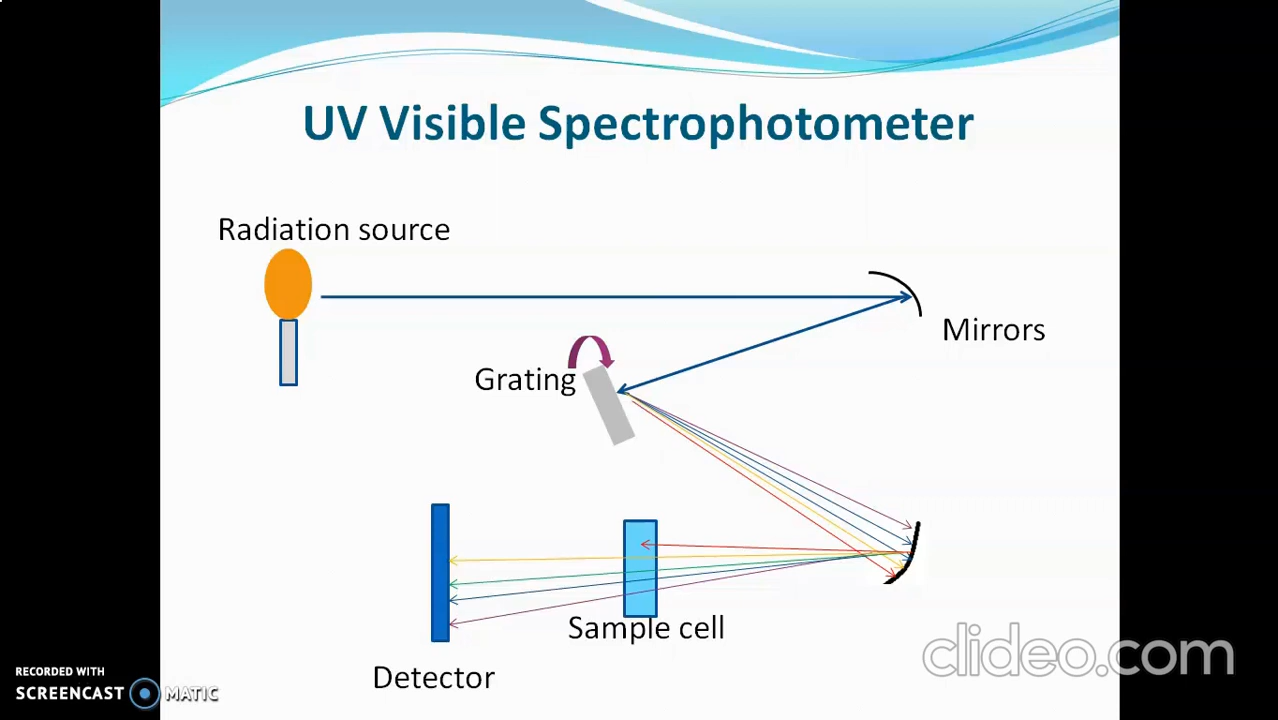 UV Visible Spectrophotometer
Radiation source
Mirrors
Grating
Sample cell
Detector
clideo.com
RECORDED WITH
SCREENCAST MATIC